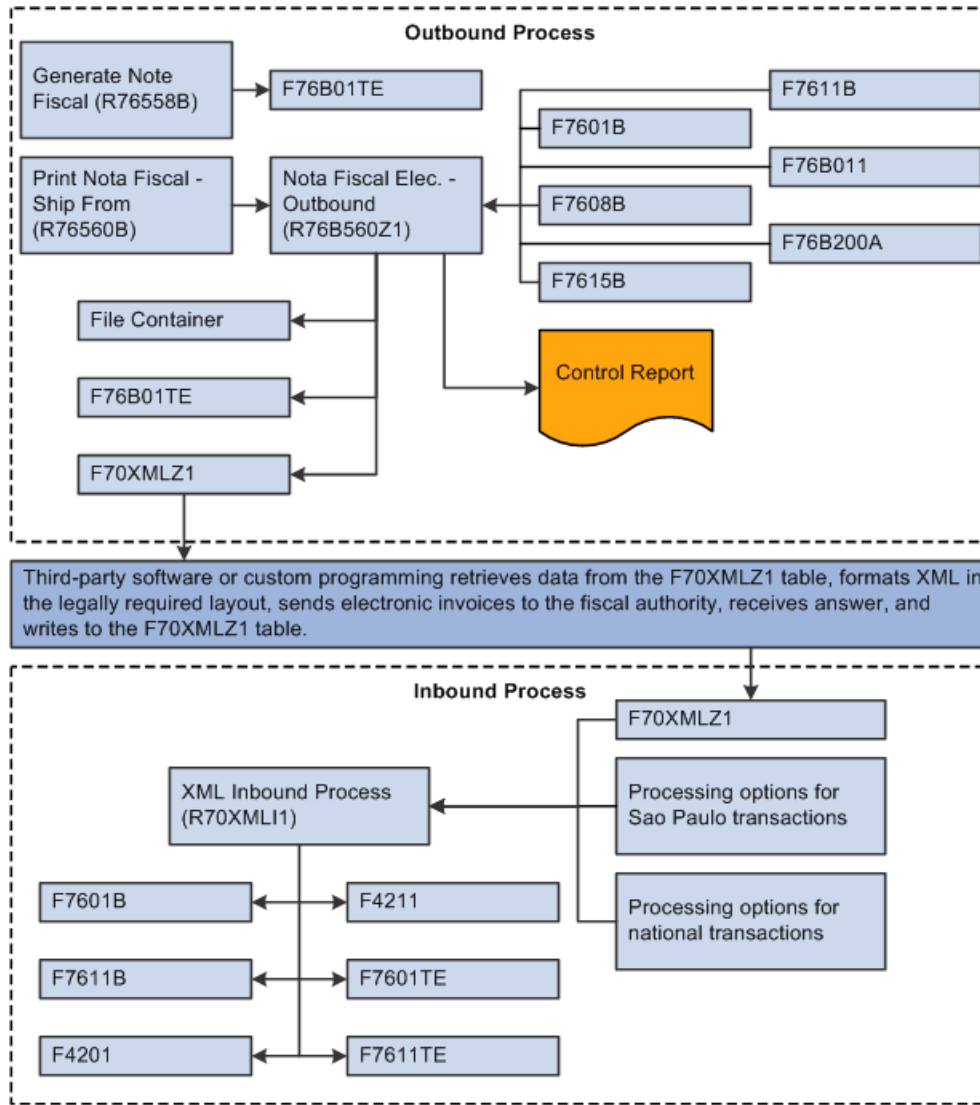 Outbound Process
Generate Note
Fiscal (R76558B)
F76B01TE
F7611B
F7601B
Print Nota Fiscal -
Ship From
(R76560B)
Nota Fiscal Elec. -
Outbound
(R76B560Z1)
F76B011
F7608B
F76B200A
F7615B
File Container
Control Report
F76B01TE
F70XMLZ1
Third-party software or custom programming retrieves data from the F70XMLZ1 table, formats XML in
the legally required layout, sends electronic invoices to the fiscal authority, receives answer, and
writes to the F70XMLZ1 table.
Inbound Process
F70XMLZ1
XML Inbound Process
(R70XMLI1)
Processing options for
Sao Paulo transactions
Processing options for
national transactions
F7601B
F4211
F7611B
F7601TE
F4201
F7611TE